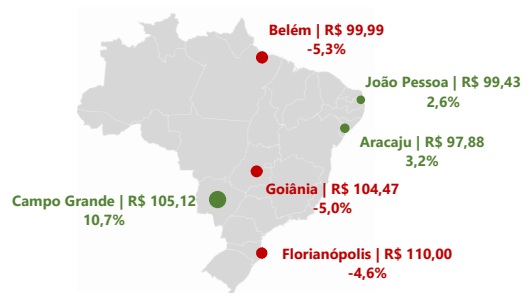 Belém | R$ 99,99
-5,3%
João Pessoa | R$ 99,43
2,6%
Aracaju | R$ 97,88
3,2%
Goiânia | R$ 104,47
-5,0%
Campo Grande | R$ 105,12
10,7%
Florianópolis | R$ 110,00
-4,6%